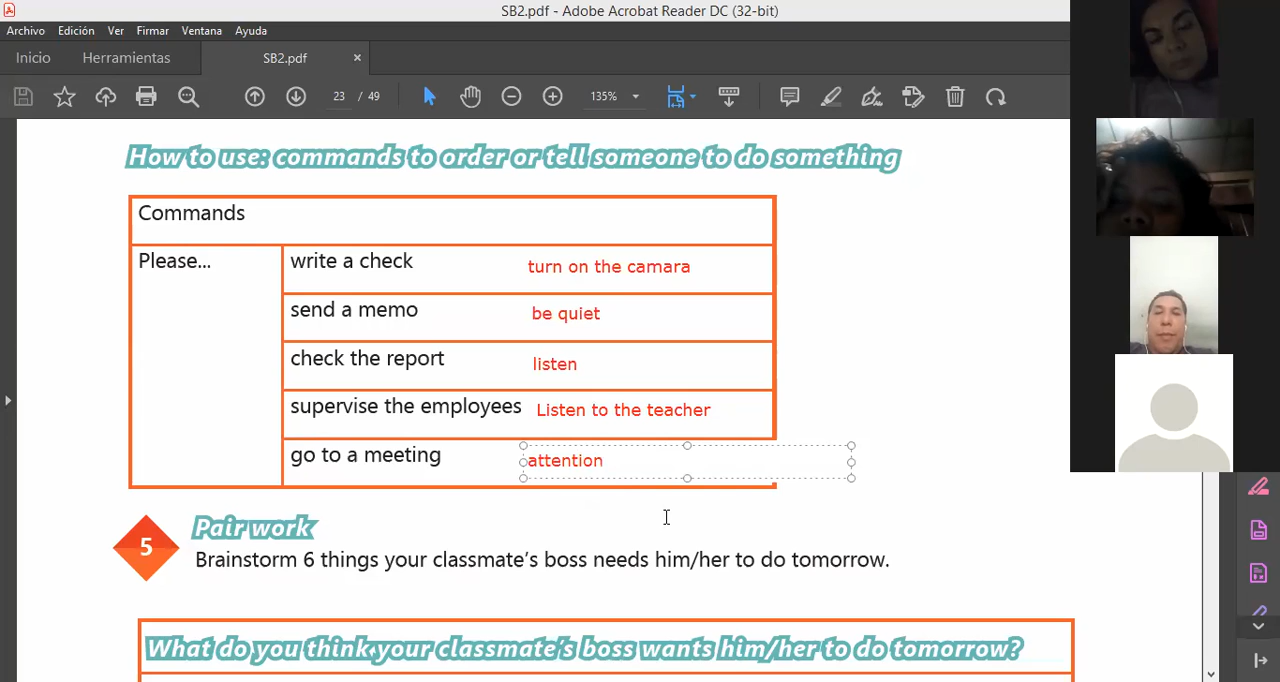 SB2.pdf - Adobe Acrobat Reader DC (32-bit)
Archivo Edición Ver Firmar Ventana Ayuda
Inicio Herramientas SB2.pdf ×
23 / 49 135%
How to use: commands to order or tell someone to do something
Commands
Please... write a check turn on the camara
send a memo be quiet
check the report listen
supervise the employees Listen to the teacher
go to a meeting attention
5 Pair work
Brainstorm 6 things your classmate's boss needs him/her to do tomorrow.
What do you think your classmate's boss wants him/her to do tomorrow?